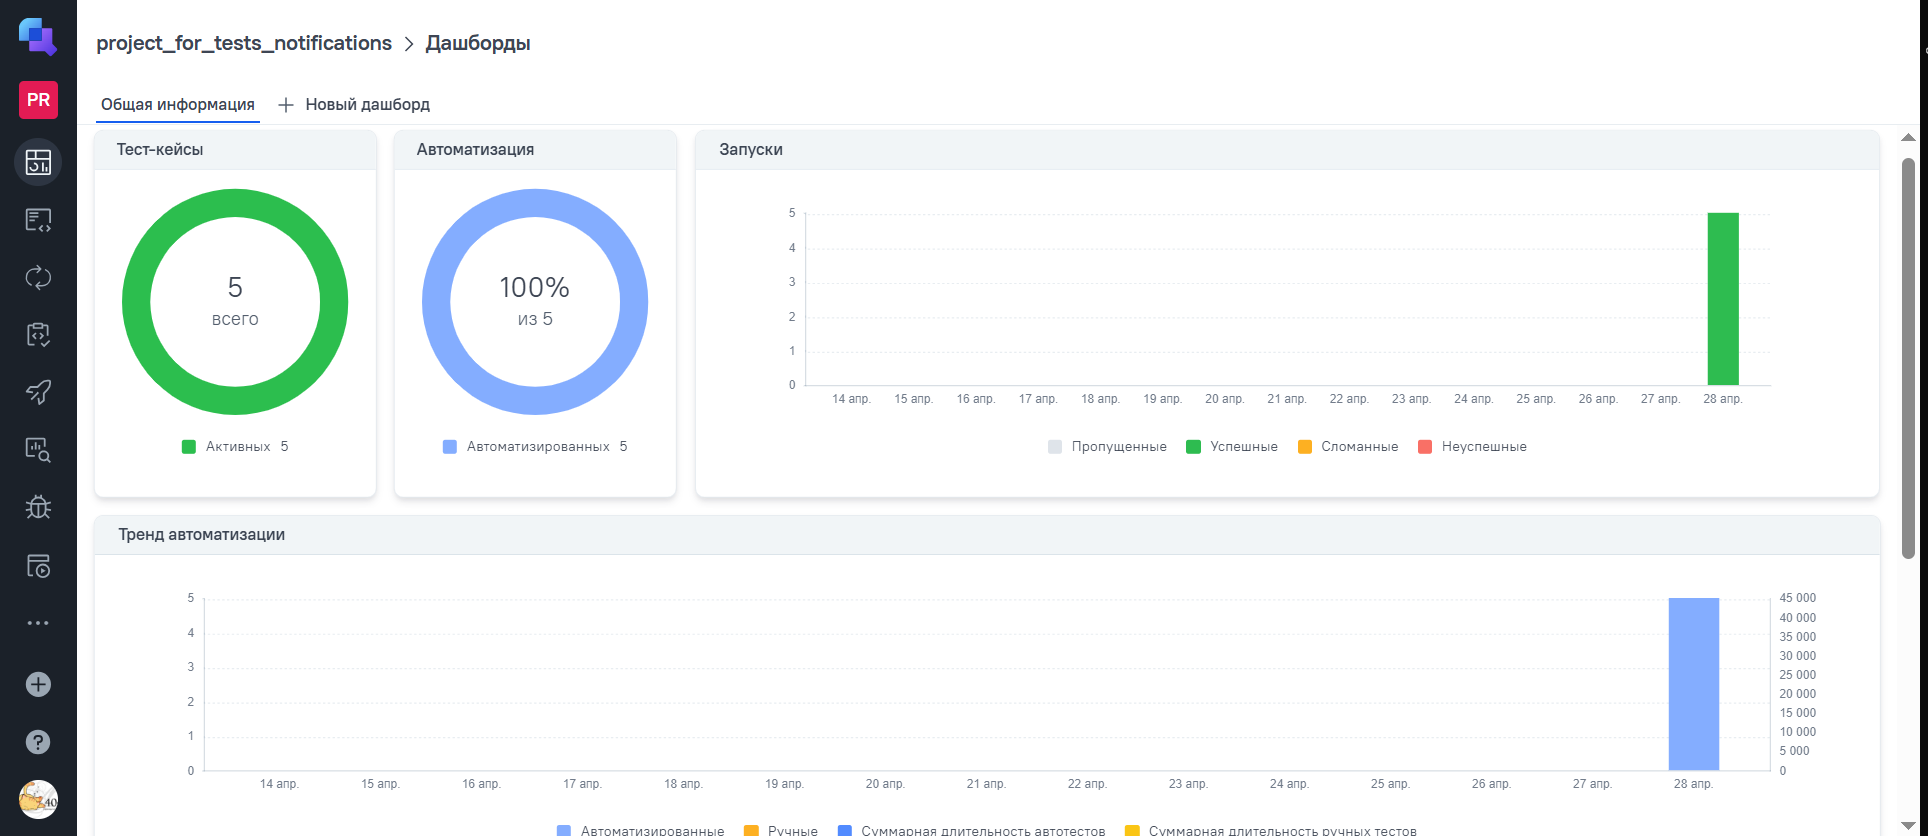 project_for_tests_notifications > Дашборды
PR
Общая информация
+ Новый дашборд
Тест-кейсы
5
всего
Активных 5
Автоматизация
100%
из 5
Автоматизированных 5
Запуски
5
4
3
2
1
0
14 апр. 15 апр. 16 апр. 17 апр. 18 апр. 19 апр. 20 апр. 21 апр. 22 апр. 23 апр. 24 апр. 25 апр. 26 апр. 27 апр. 28 апр.
Пропущенные Успешные Сломанные Неуспешные
Тренд автоматизации
5
4
3
2
1
0
45 000
40 000
35 000
30 000
25 000
20 000
15 000
10 000
5 000
0
14 апр. 15 апр. 16 апр. 17 апр. 18 апр. 19 апр. 20 апр. 21 апр. 22 апр. 23 апр. 24 апр. 25 апр. 26 апр. 27 апр. 28 апр.
Автоматизированные Ручные Суммарная длительность автотестов Суммарная длительность ручных тестов
40